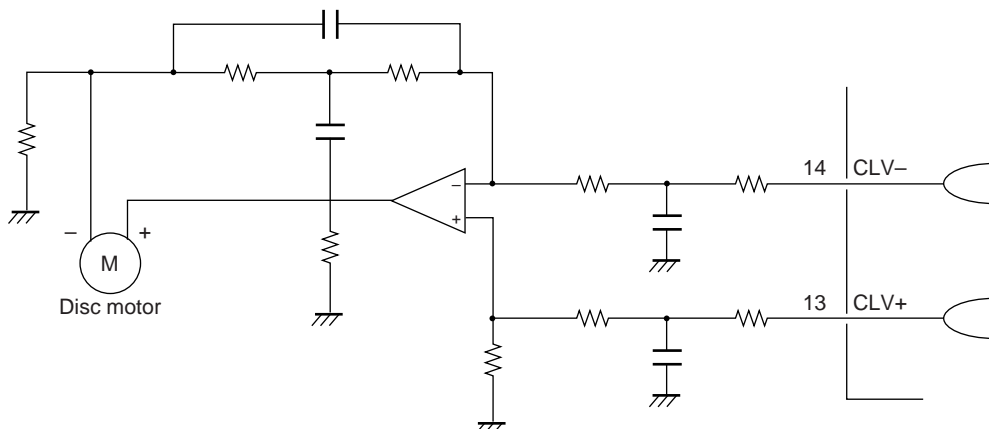 14 CLV–
–
+
– +
M
Disc motor
13 CLV+